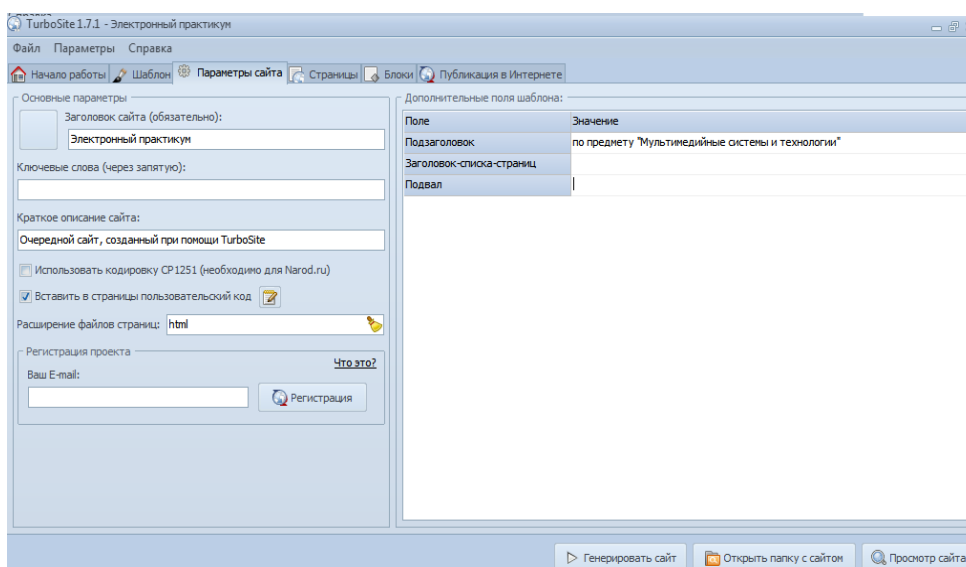 TurboSite 1.7.1 - Электронный практикум
Файл Параметры Справка
Начало работы Шаблон Параметры сайта Страницы Блоки Публикация в Интернете
Основные параметры
Заголовок сайта (обязательно):
Электронный практикум
Ключевые слова (через запятую):
Краткое описание сайта:
Очередной сайт, созданный при помощи TurboSite
Использовать кодировку CP1251 (необходимо для Narod.ru)
Вставить в страницы пользовательский код
Расширение файлов страниц: html
Регистрация проекта
Что это?
Ваш E-mail:
Регистрация
Дополнительные поля шаблона:
Поле Значение
Подзаголовок по предмету "Мультимедийные системы и технологии"
Заголовок-списка-страниц
Подвал
Генерировать сайт Открыть папку с сайтом Просмотр сайта